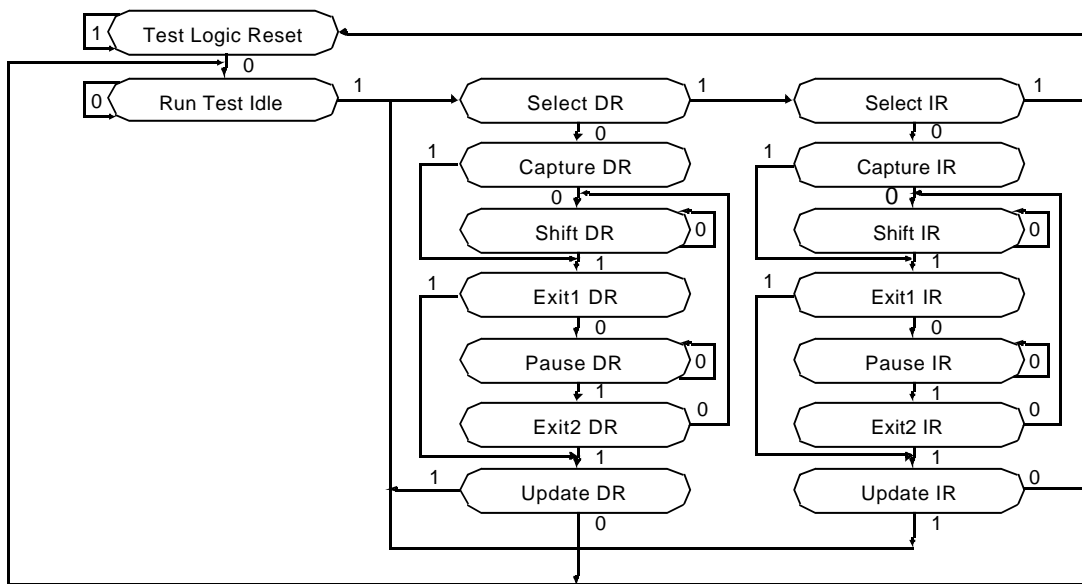 1 Test Logic Reset
0
0 Run Test Idle 1 Select DR 1 Select IR 1
0 0
1 Capture DR 1 Capture IR
0 0
Shift DR 0 Shift IR 0
1 1
1 Exit1 DR 1 Exit1 IR
0 0
Pause DR 0 Pause IR 0
1 1
Exit2 DR 0 Exit2 IR 0
1 1
1 Update DR Update IR 0
0 1